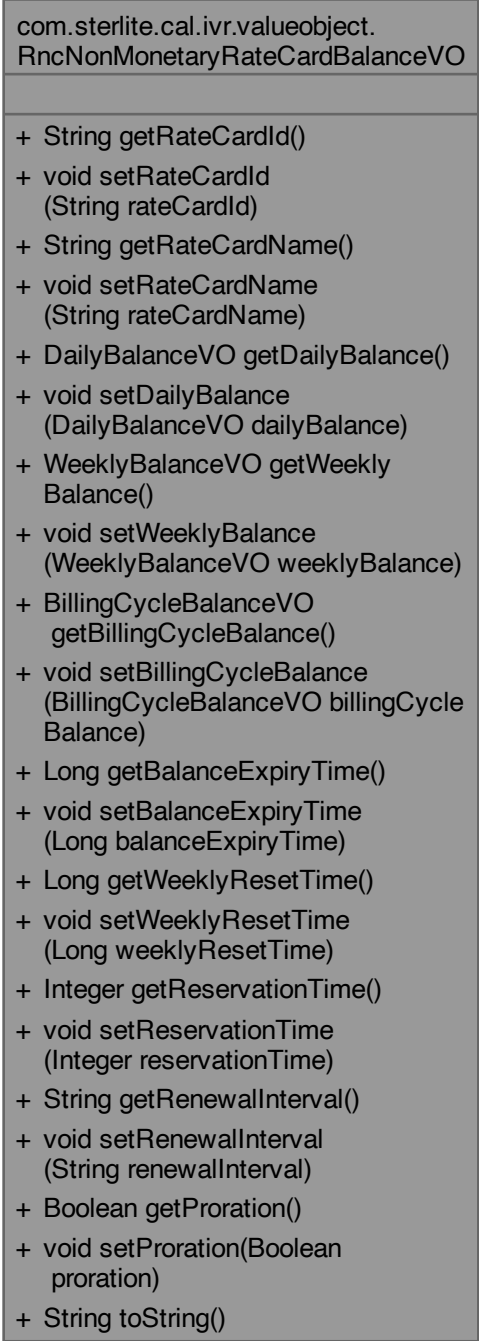 com.sterlite.cal.ivr.valueobject.
RncNonMonetaryRateCardBalanceVO
+ String getRateCardId()
+ void setRateCardId
(String rateCardId)
+ String getRateCardName()
+ void setRateCardName
(String rateCardName)
+ DailyBalanceVO getDailyBalance()
+ void setDailyBalance
(DailyBalanceVO dailyBalance)
+ WeeklyBalanceVO getWeekly
Balance()
+ void setWeeklyBalance
(WeeklyBalanceVO weeklyBalance)
+ BillingCycleBalanceVO
getBillingCycleBalance()
+ void setBillingCycleBalance
(BillingCycleBalanceVO billingCycle
Balance)
+ Long getBalanceExpiryTime()
+ void setBalanceExpiryTime
(Long balanceExpiryTime)
+ Long getWeeklyResetTime()
+ void setWeeklyResetTime
(Long weeklyResetTime)
+ Integer getReservationTime()
+ void setReservationTime
(Integer reservationTime)
+ String getRenewalInterval()
+ void setRenewalInterval
(String renewalInterval)
+ Boolean getProration()
+ void setProration(Boolean
proration)
+ String toString()